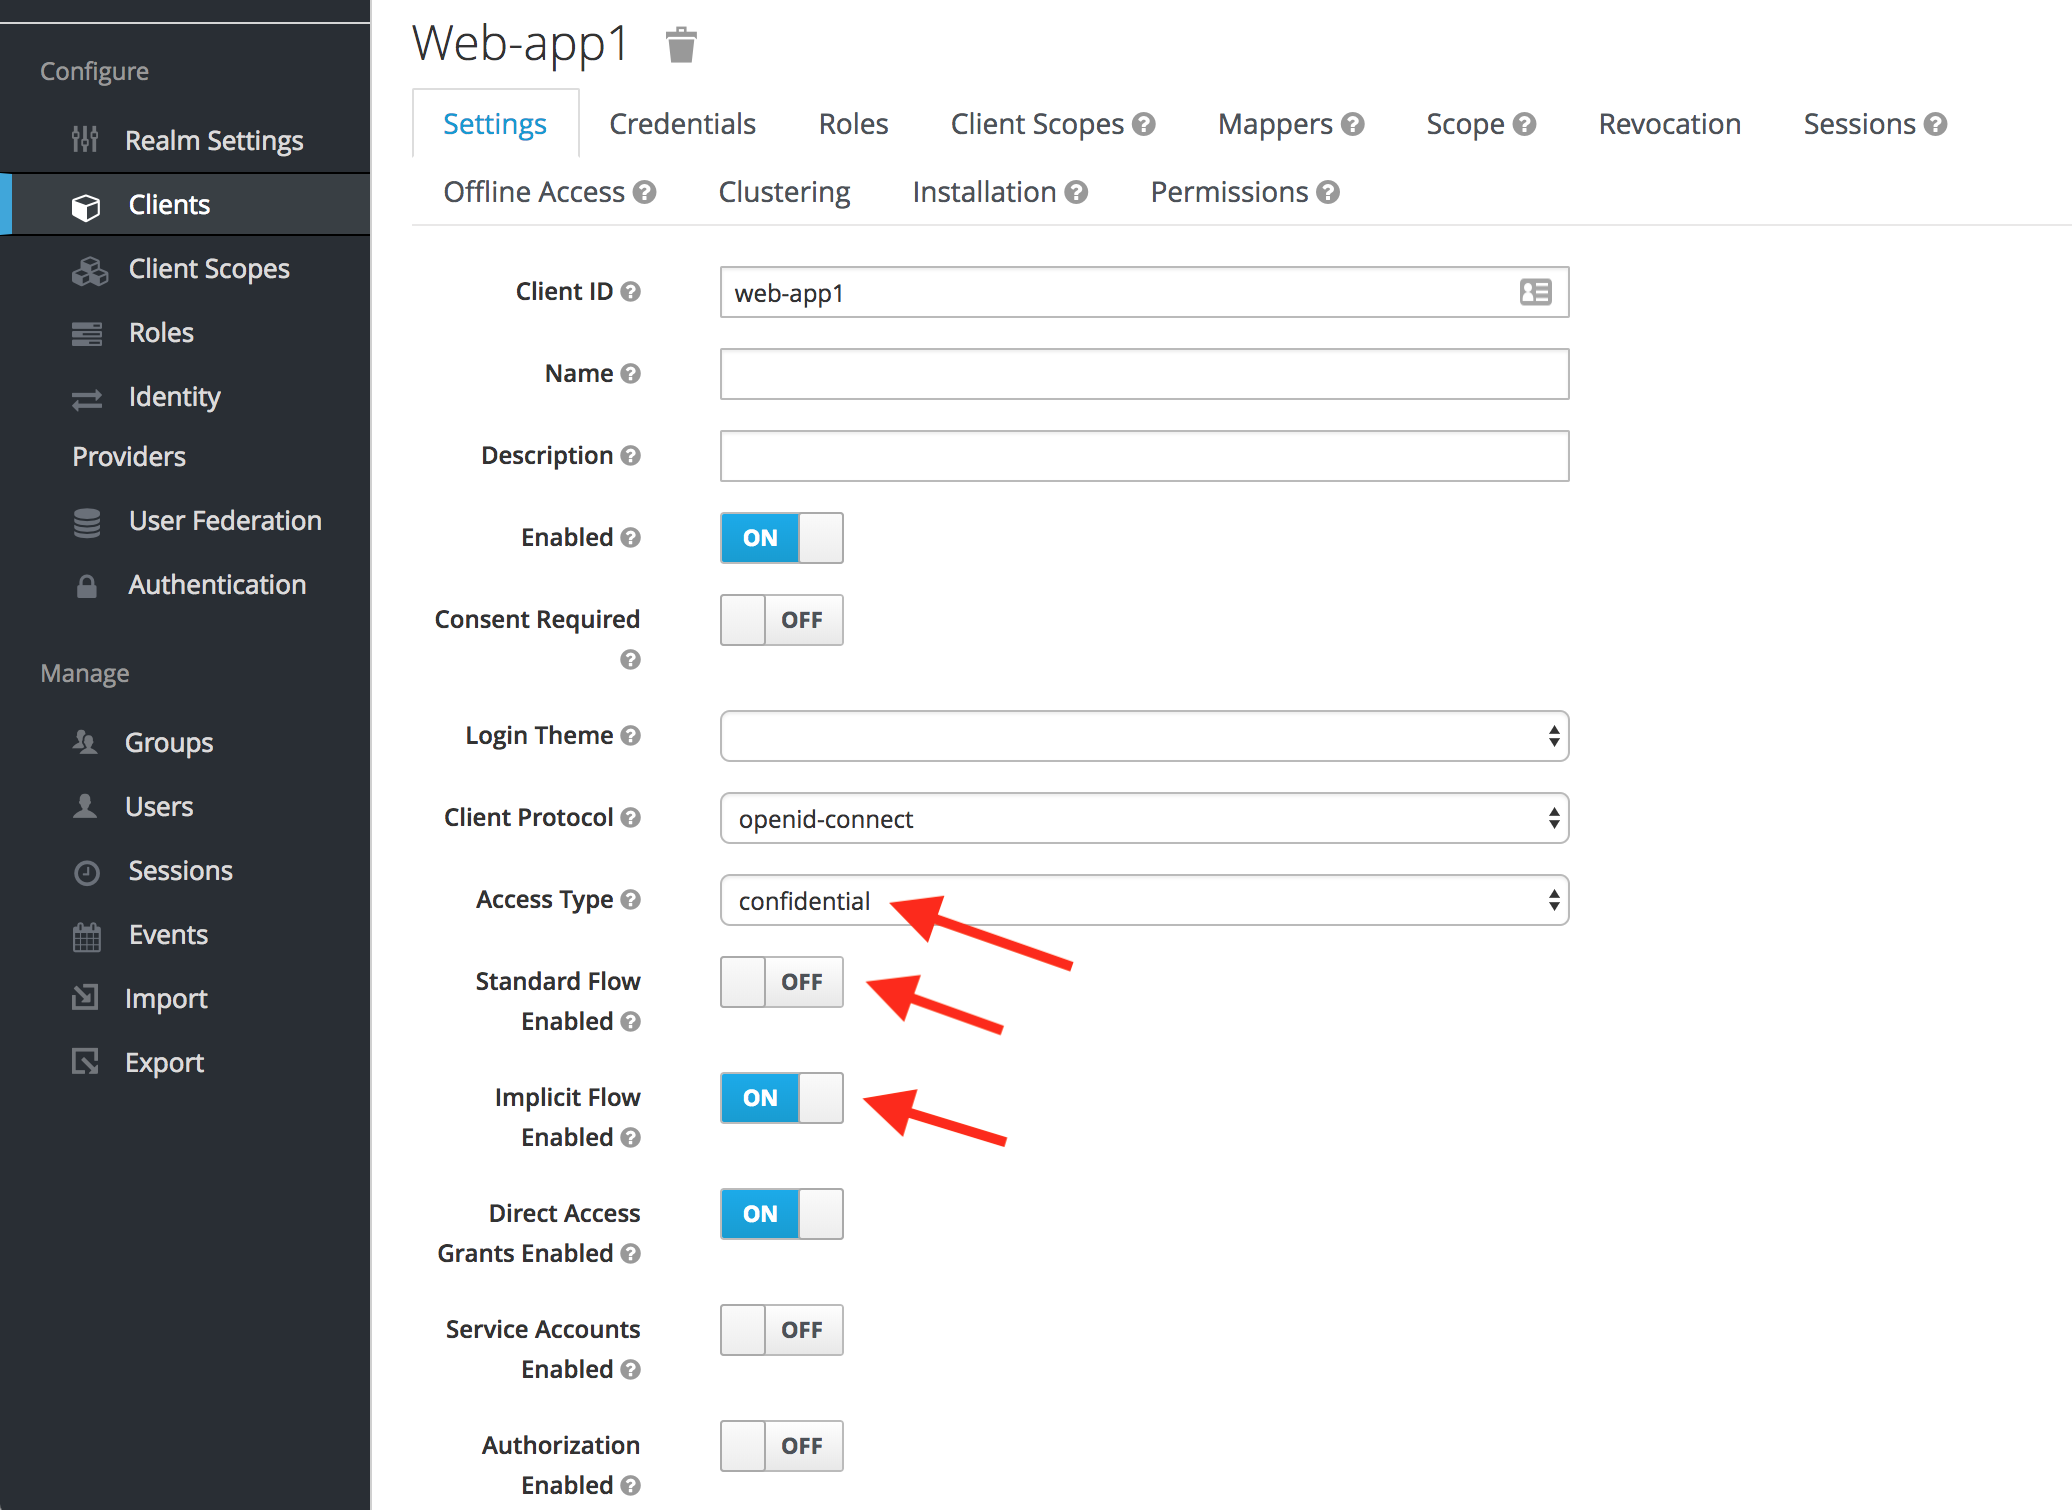 Configure
Realm Settings
Clients
Client Scopes
Roles
Identity
Providers
User Federation
Authentication
Manage
Groups
Users
Sessions
Events
Import
Export
Web-app1
Settings Credentials Roles Client Scopes ? Mappers ? Scope ? Revocation Sessions ?
Offline Access ? Clustering Installation ? Permissions ?
Client ID ? web-app1
Name ?
Description ?
Enabled ? ON
Consent Required OFF
?
Login Theme ?
Client Protocol ? openid-connect
Access Type ? confidential
Standard Flow OFF
Enabled ?
Implicit Flow ON
Enabled ?
Direct Access ON
Grants Enabled ?
Service Accounts OFF
Enabled ?
Authorization OFF
Enabled ?